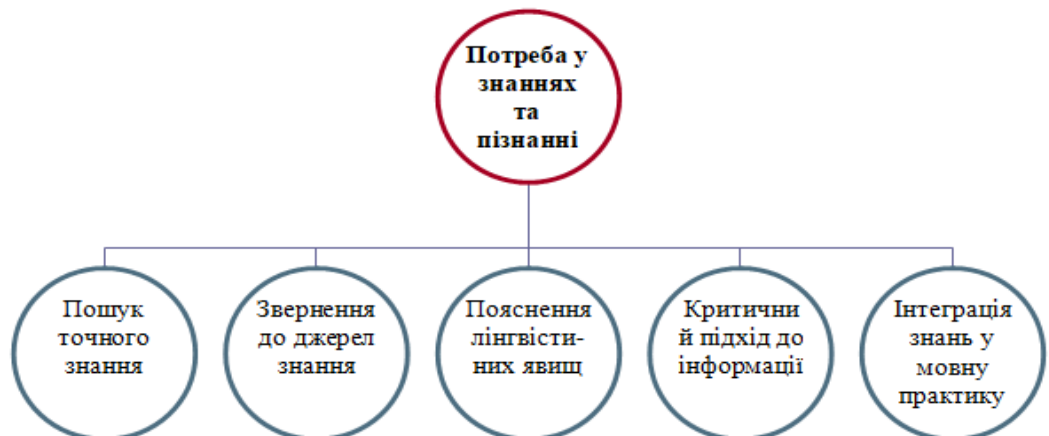 Потреба у
знаннях
та
пізнанні
Пошук
точного
знання
Звернення
до джерел
знання
Пояснення
лінгвісти-
них явищ
Критични
й підхід до
інформації
Інтеграція
знань у
мовну
практику